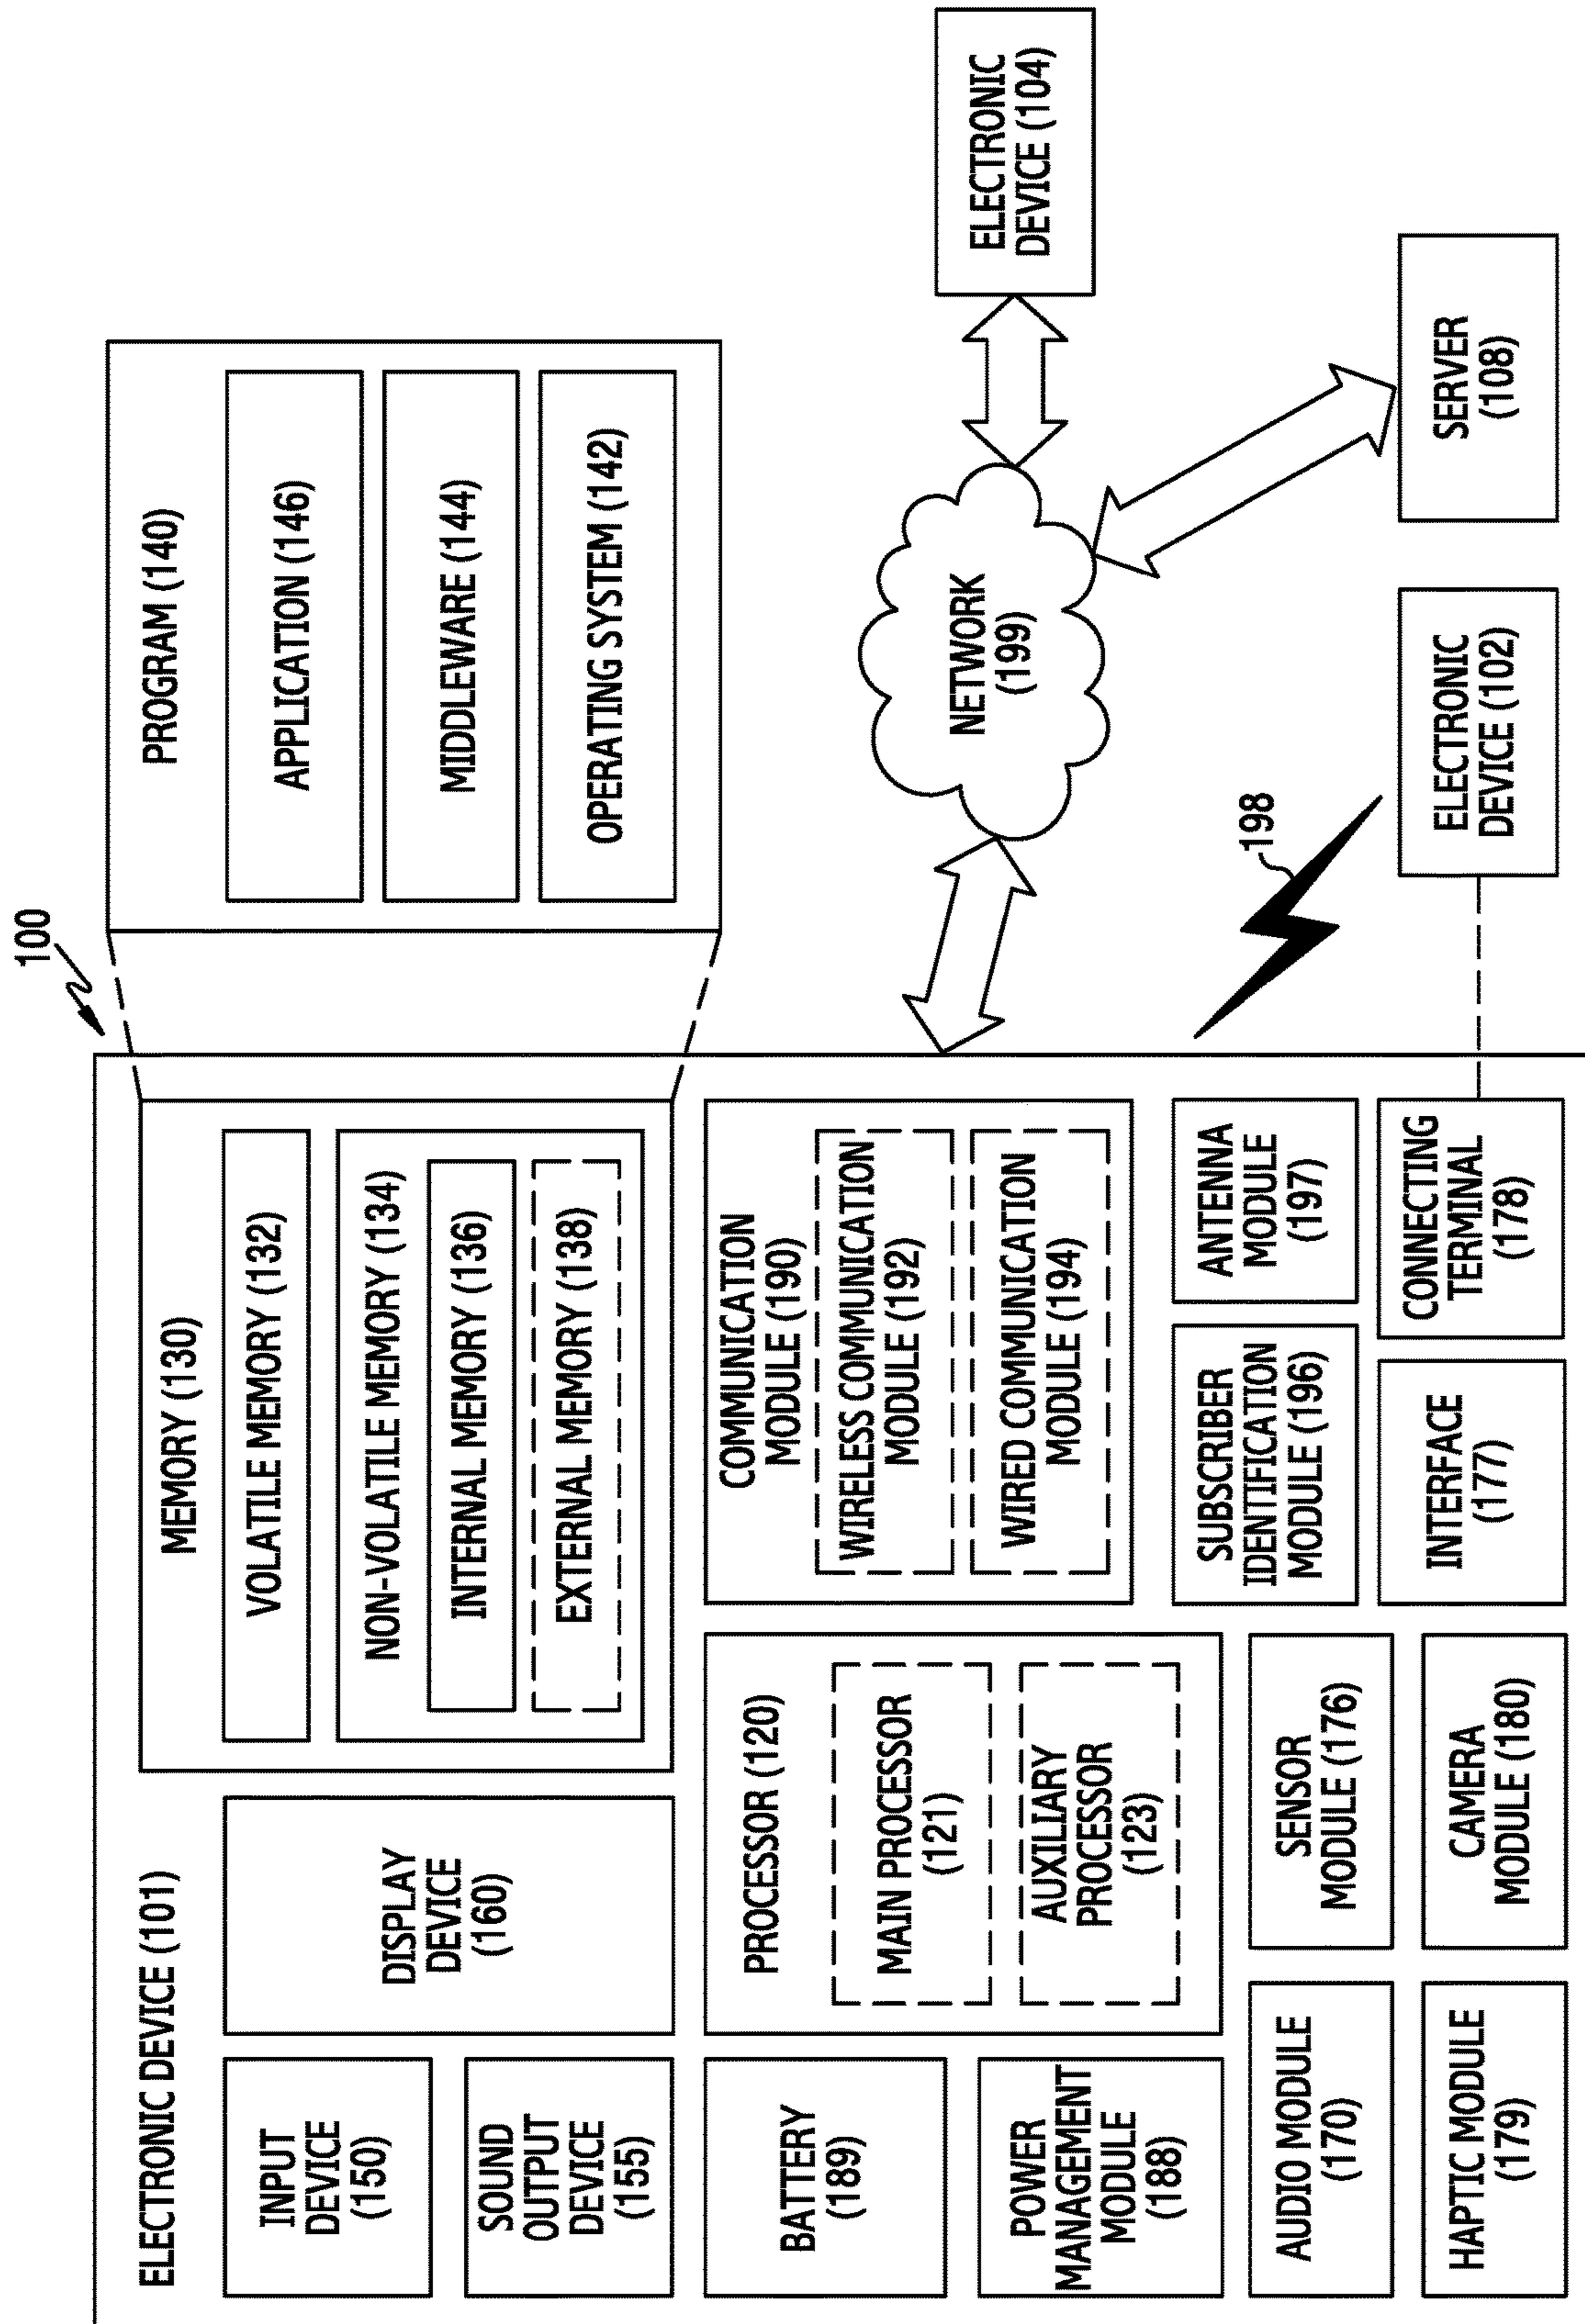 100
ELECTRONIC DEVICE (101)
INPUT
DEVICE
(150)
SOUND
OUTPUT
DEVICE
(155)
DISPLAY
DEVICE
(160)
MEMORY (130)
VOLATILE MEMORY (132)
NON-VOLATILE MEMORY (134)
INTERNAL MEMORY (136)
EXTERNAL MEMORY (138)
PROGRAM (140)
APPLICATION (146)
MIDDLEWARE (144)
OPERATING SYSTEM (142)
BATTERY
(189)
POWER
MANAGEMENT
MODULE
(188)
PROCESSOR (120)
MAIN PROCESSOR
(121)
AUXILIARY
PROCESSOR
(123)
COMMUNICATION
MODULE (190)
WIRELESS COMMUNICATION
MODULE (192)
WIRED COMMUNICATION
MODULE (194)
NETWORK
(199)
ELECTRONIC
DEVICE (104)
AUDIO MODULE
(170)
SENSOR
MODULE (176)
SUBSCRIBER
IDENTIFICATION
MODULE (196)
ANTENNA
MODULE
(197)
198
HAPTIC MODULE
(179)
CAMERA
MODULE (180)
INTERFACE
(177)
CONNECTING
TERMINAL
(178)
ELECTRONIC
DEVICE (102)
SERVER
(108)